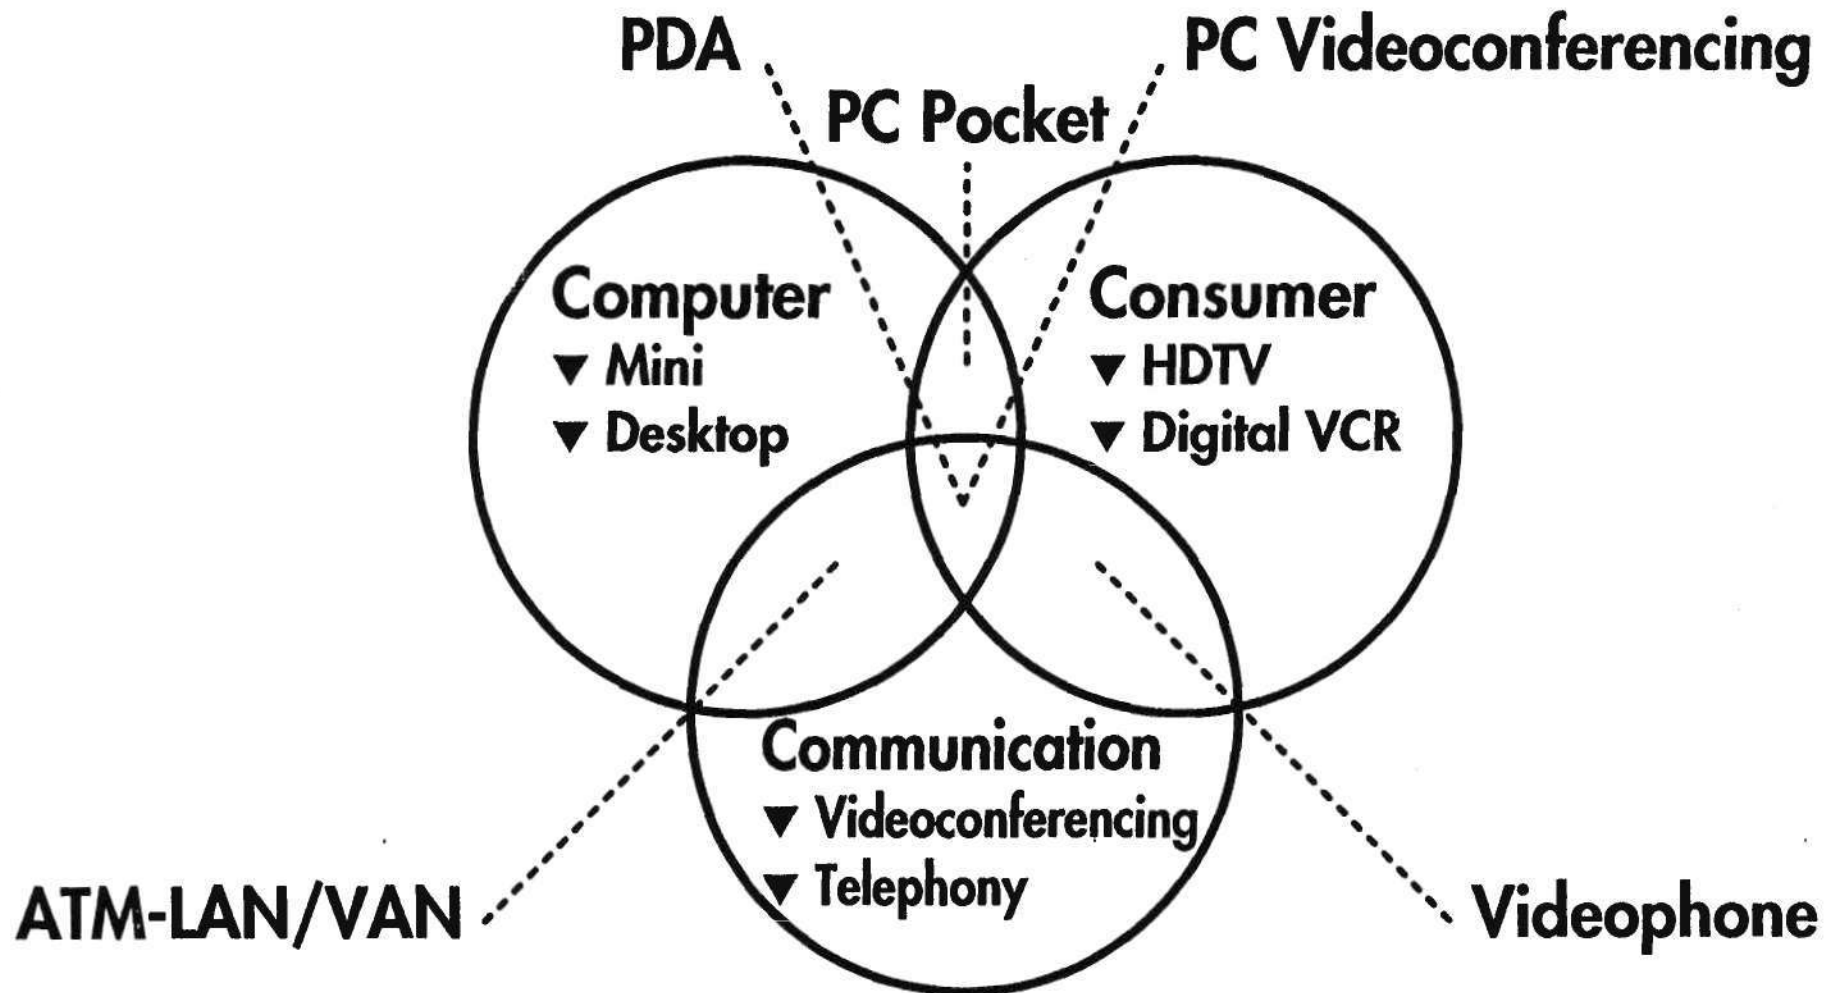 PDA
PC Videoconferencing
PC Pocket
Computer
▼ Mini
▼ Desktop
Consumer
▼ HDTV
▼ Digital VCR
Communication
▼ Videoconferencing
▼ Telephony
ATM-LAN/VAN
Videophone